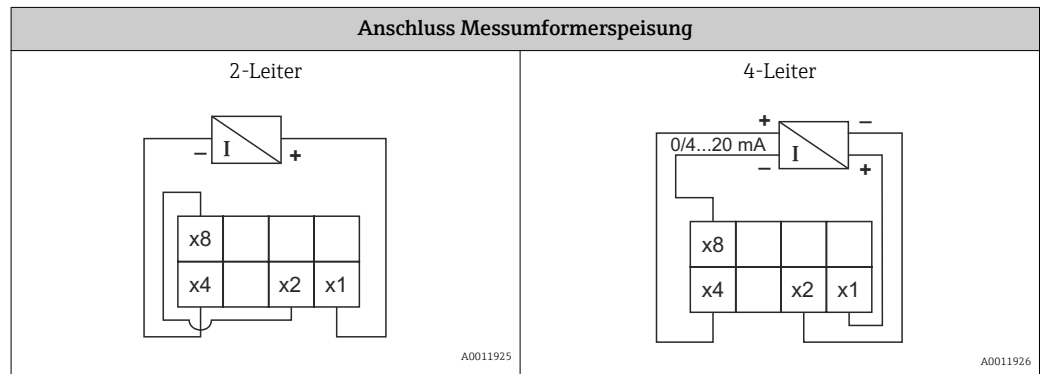 Anschluss Messumformerspeisung
2-Leiter
4-Leiter
I
–
+
x8
x4
x2
x1
A0011925
+
–
0/4...20 mA
I
–
+
x8
x4
x2
x1
A0011926